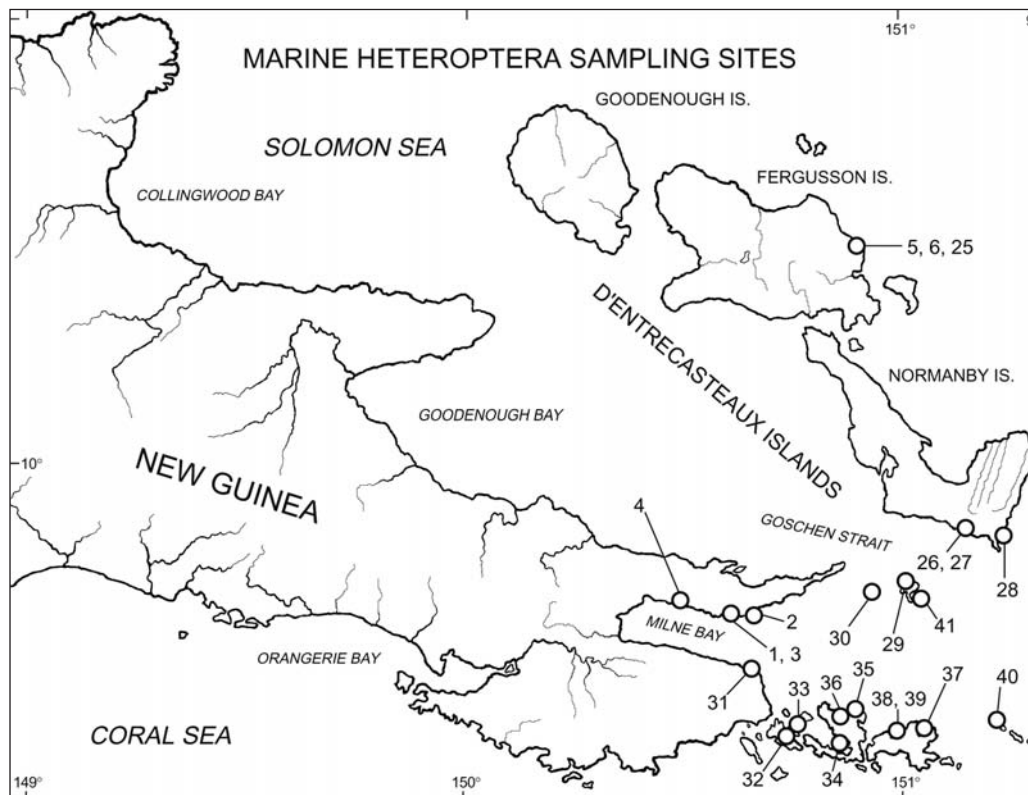 151°
9
MARINE HETEROPTERA SAMPLING SITES
GOODENOUGH IS.
SOLOMON SEA
FERGUSSON IS.
COLLINGWOOD BAY
5, 6, 25
D'ENTRECASTEAUX ISLANDS
NORMANBY IS.
GOODENOUGH BAY
10°
NEW GUINEA
4
GOSCHEN STRAIT
26, 27
28
2
MILNE BAY
30
29
41
1, 3
ORANGERIE BAY
31
33
36
35
38, 39
37
40
CORAL SEA
32
34
149°
150°
151°